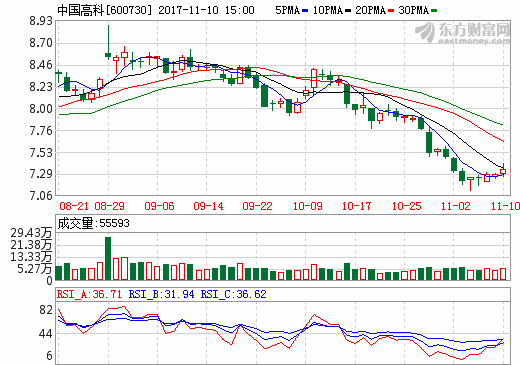 中国高科[600730] 2017-11-10 15:00 5PMA 10PMA 20PMA 30PMA
东方财富网
eastmoney.com
8.93
8.70
8.46
8.23
8.00
7.76
7.53
7.29
7.06
08-21 08-29 09-06 09-14 09-22 10-09 10-17 10-25 11-02 11-10
成交量:55593
29.43万
21.38万
13.33万
5.27万
0
RSI_A:36.71 RSI_B:31.94 RSI_C:36.62
82
44
6